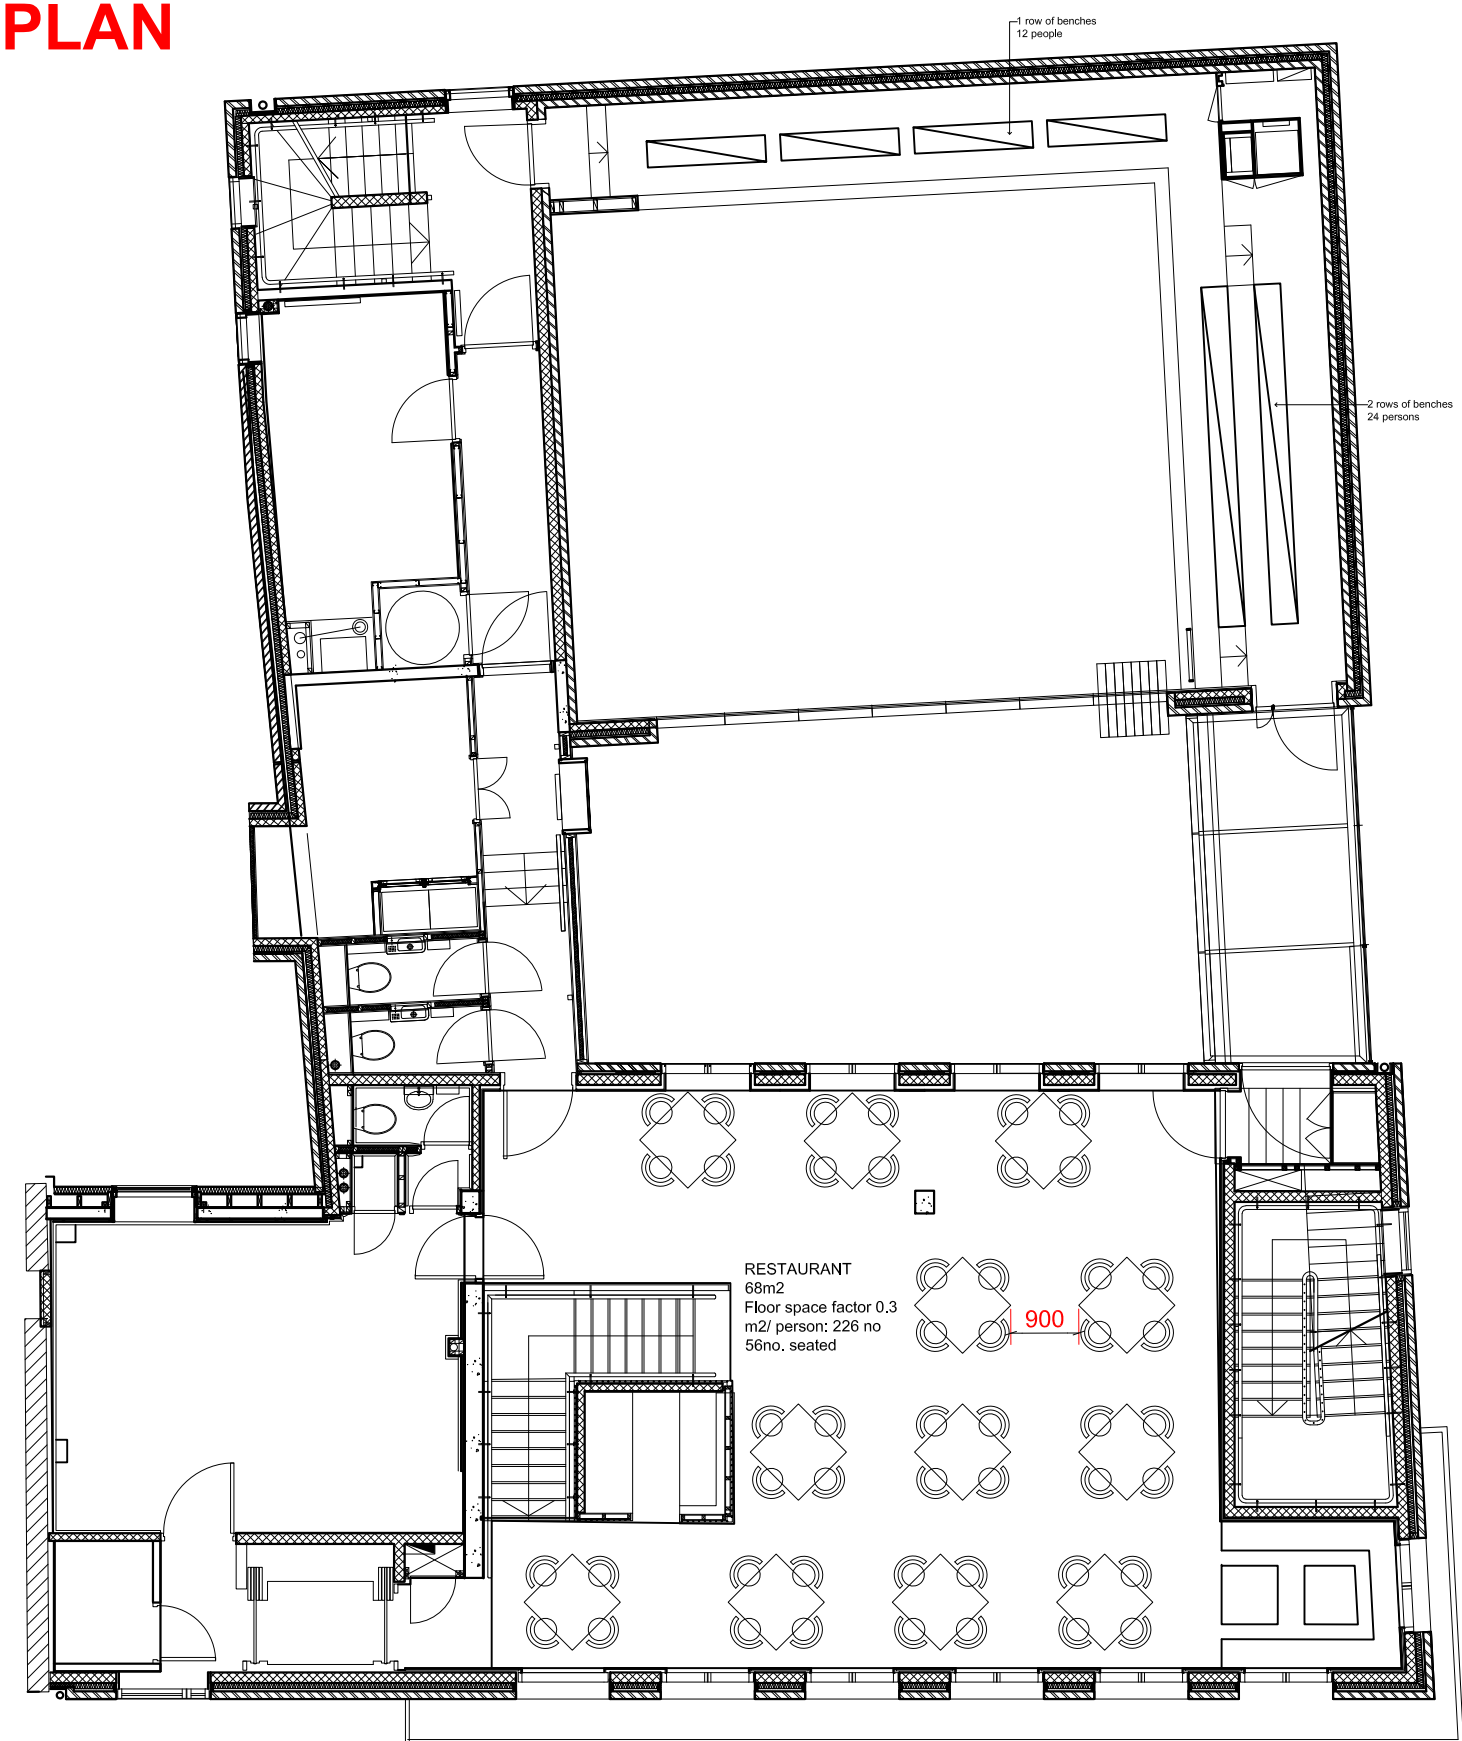 PLAN
1 row of benches
12 people
2 rows of benches
24 persons
RESTAURANT
68m2
Floor space factor 0.3
m2/ person: 226 no
56no. seated
900